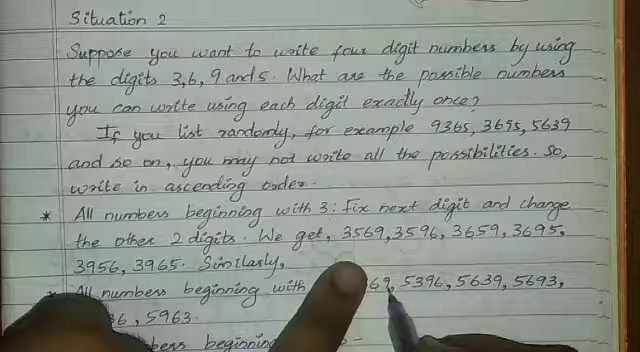 Situation 2
Suppose you want to write four digit numbers by using
the digits 3,6,9 and 5. What are the possible numbers
you can write using each digit exactly once?
If you list randomly, for example 9365, 3695, 5639
and so on, you may not write all the possibilities. So,
write in ascending order.
* All numbers beginning with 3: Fix next digit and change
the other 2 digits. We get, 3569, 3596, 3659, 3695,
3956, 3965. Similarly,
* All numbers beginning with 69, 5396, 5639, 5693,
36, 5963.
bers beginning